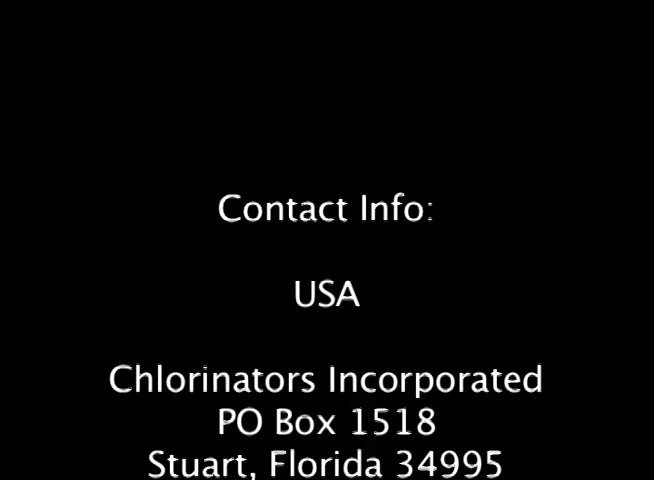 Contact Info:
USA
Chlorinators Incorporated
PO Box 1518
Stuart, Florida 34995